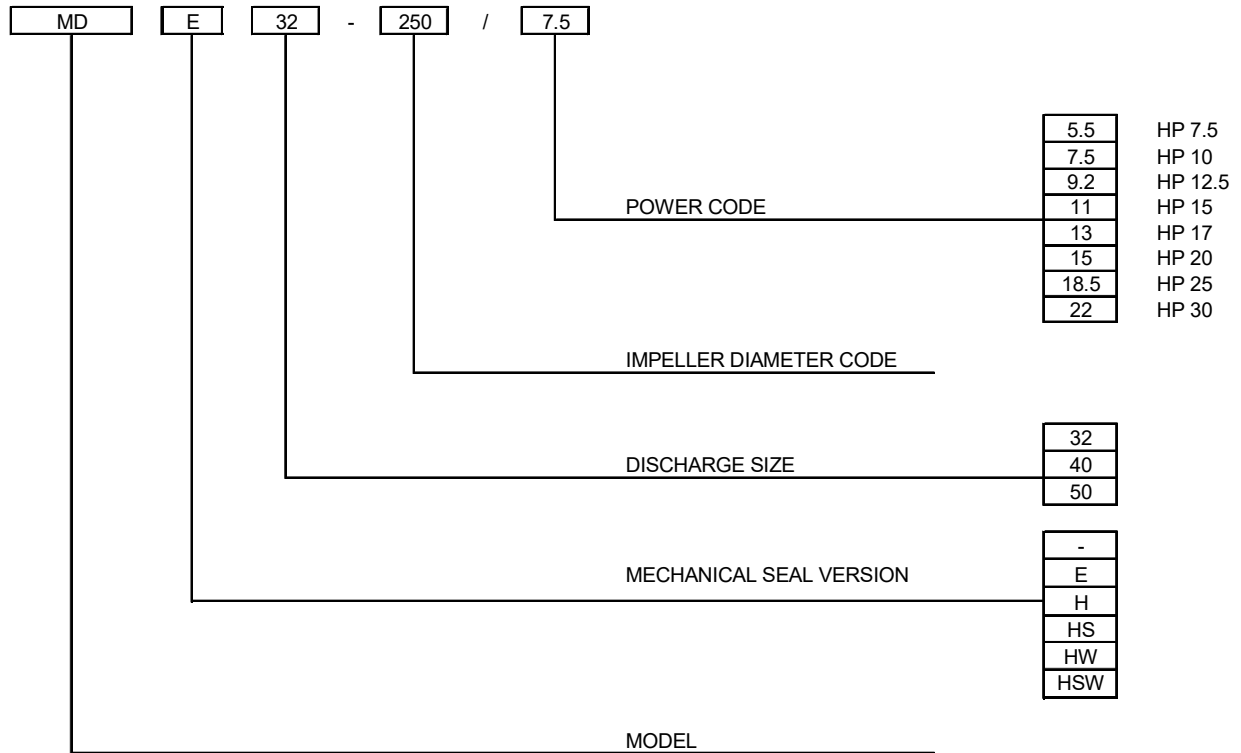 MD E 32 - 250 / 7.5
5.5 HP 7.5
7.5 HP 10
9.2 HP 12.5
POWER CODE 11 HP 15
13 HP 17
15 HP 20
18.5 HP 25
22 HP 30
IMPELLER DIAMETER CODE
32
DISCHARGE SIZE 40
50
-
MECHANICAL SEAL VERSION E
H
HS
HW
HSW
MODEL